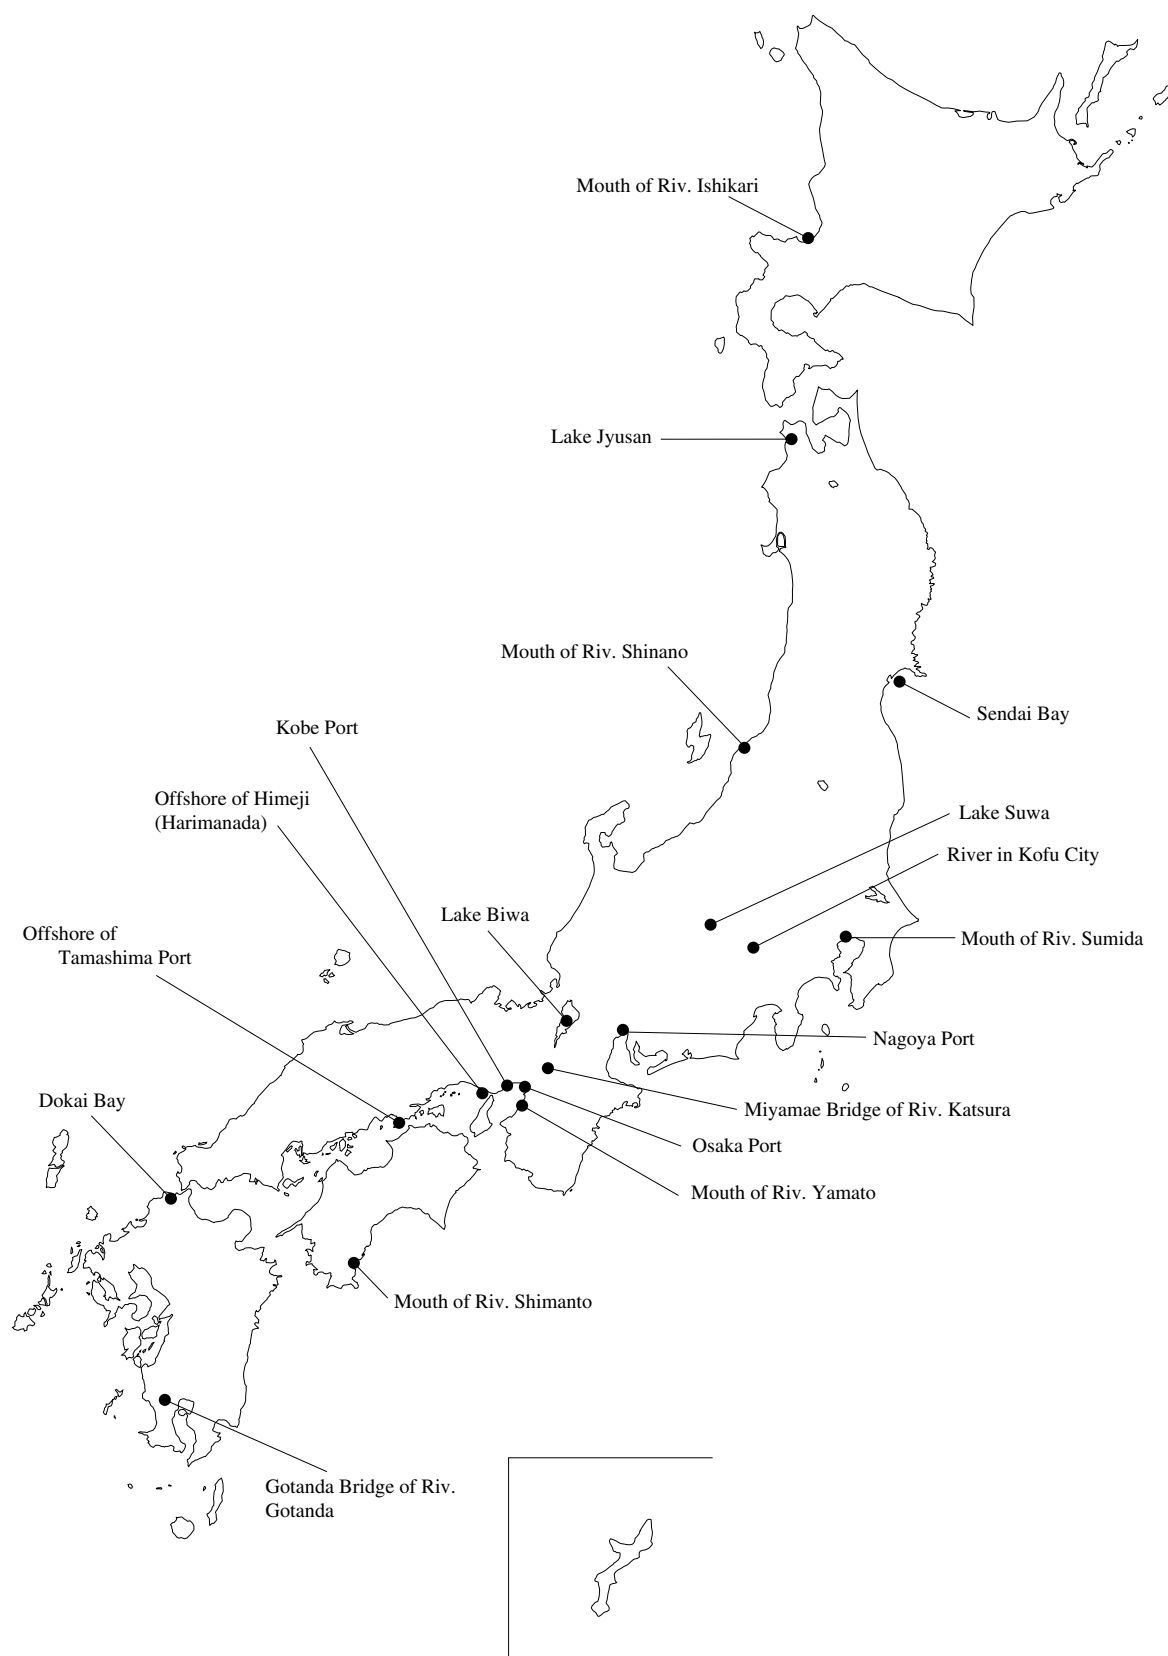 Mouth of Riv. Ishikari
Lake Jyusan
Mouth of Riv. Shinano
Sendai Bay
Kobe Port
Offshore of Himeji
(Harimanada)
Lake Suwa
River in Kofu City
Lake Biwa
Offshore of
Tamashima Port
Mouth of Riv. Sumida
Nagoya Port
Dokai Bay
Miyamae Bridge of Riv. Katsura
Osaka Port
Mouth of Riv. Yamato
Mouth of Riv. Shimanto
Gotanda Bridge of Riv.
Gotanda